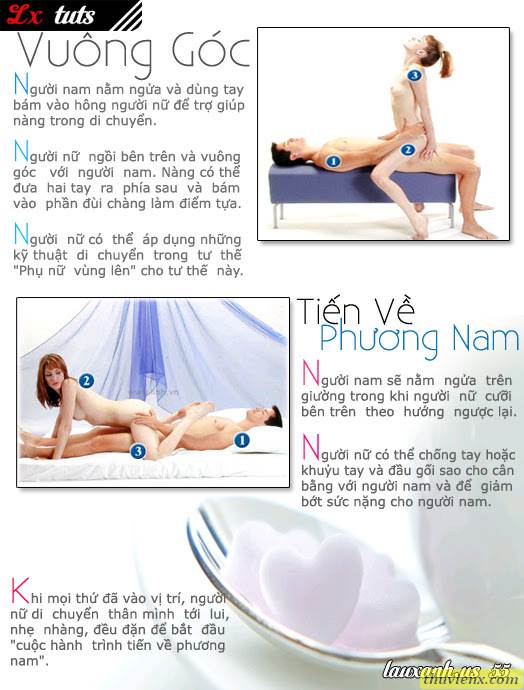 Lx tuts
Vuông Góc
Người nam nằm ngửa và dùng tay
bám vào hông người nữ để trợ giúp
nàng trong di chuyển.
Người nữ ngồi bên trên và vuông
góc với người nam. Nàng có thể
đưa hai tay ra phía sau và bám
vào phần đùi chàng làm điểm tựa.
Người nữ có thể áp dụng những
kỹ thuật di chuyển trong tư thế
"Phụ nữ vùng lên" cho tư thế này.
3
1
2
Tiến Về
Phương Nam
Người nam sẽ nằm ngửa trên
giường trong khi người nữ cưỡi
bên trên theo hướng ngược lại.
Người nữ có thể chống tay hoặc
khuỷu tay và đầu gối sao cho cân
bằng với người nam và để giảm
bớt sức nặng cho người nam.
2
3
1
Khi mọi thứ đã vào vị trí, người
nữ di chuyển thân mình tới lui,
nhẹ nhàng, đều đặn để bắt đầu
"cuộc hành trình tiến về phương
nam".
lauxanh.us 55
thuvienx.com